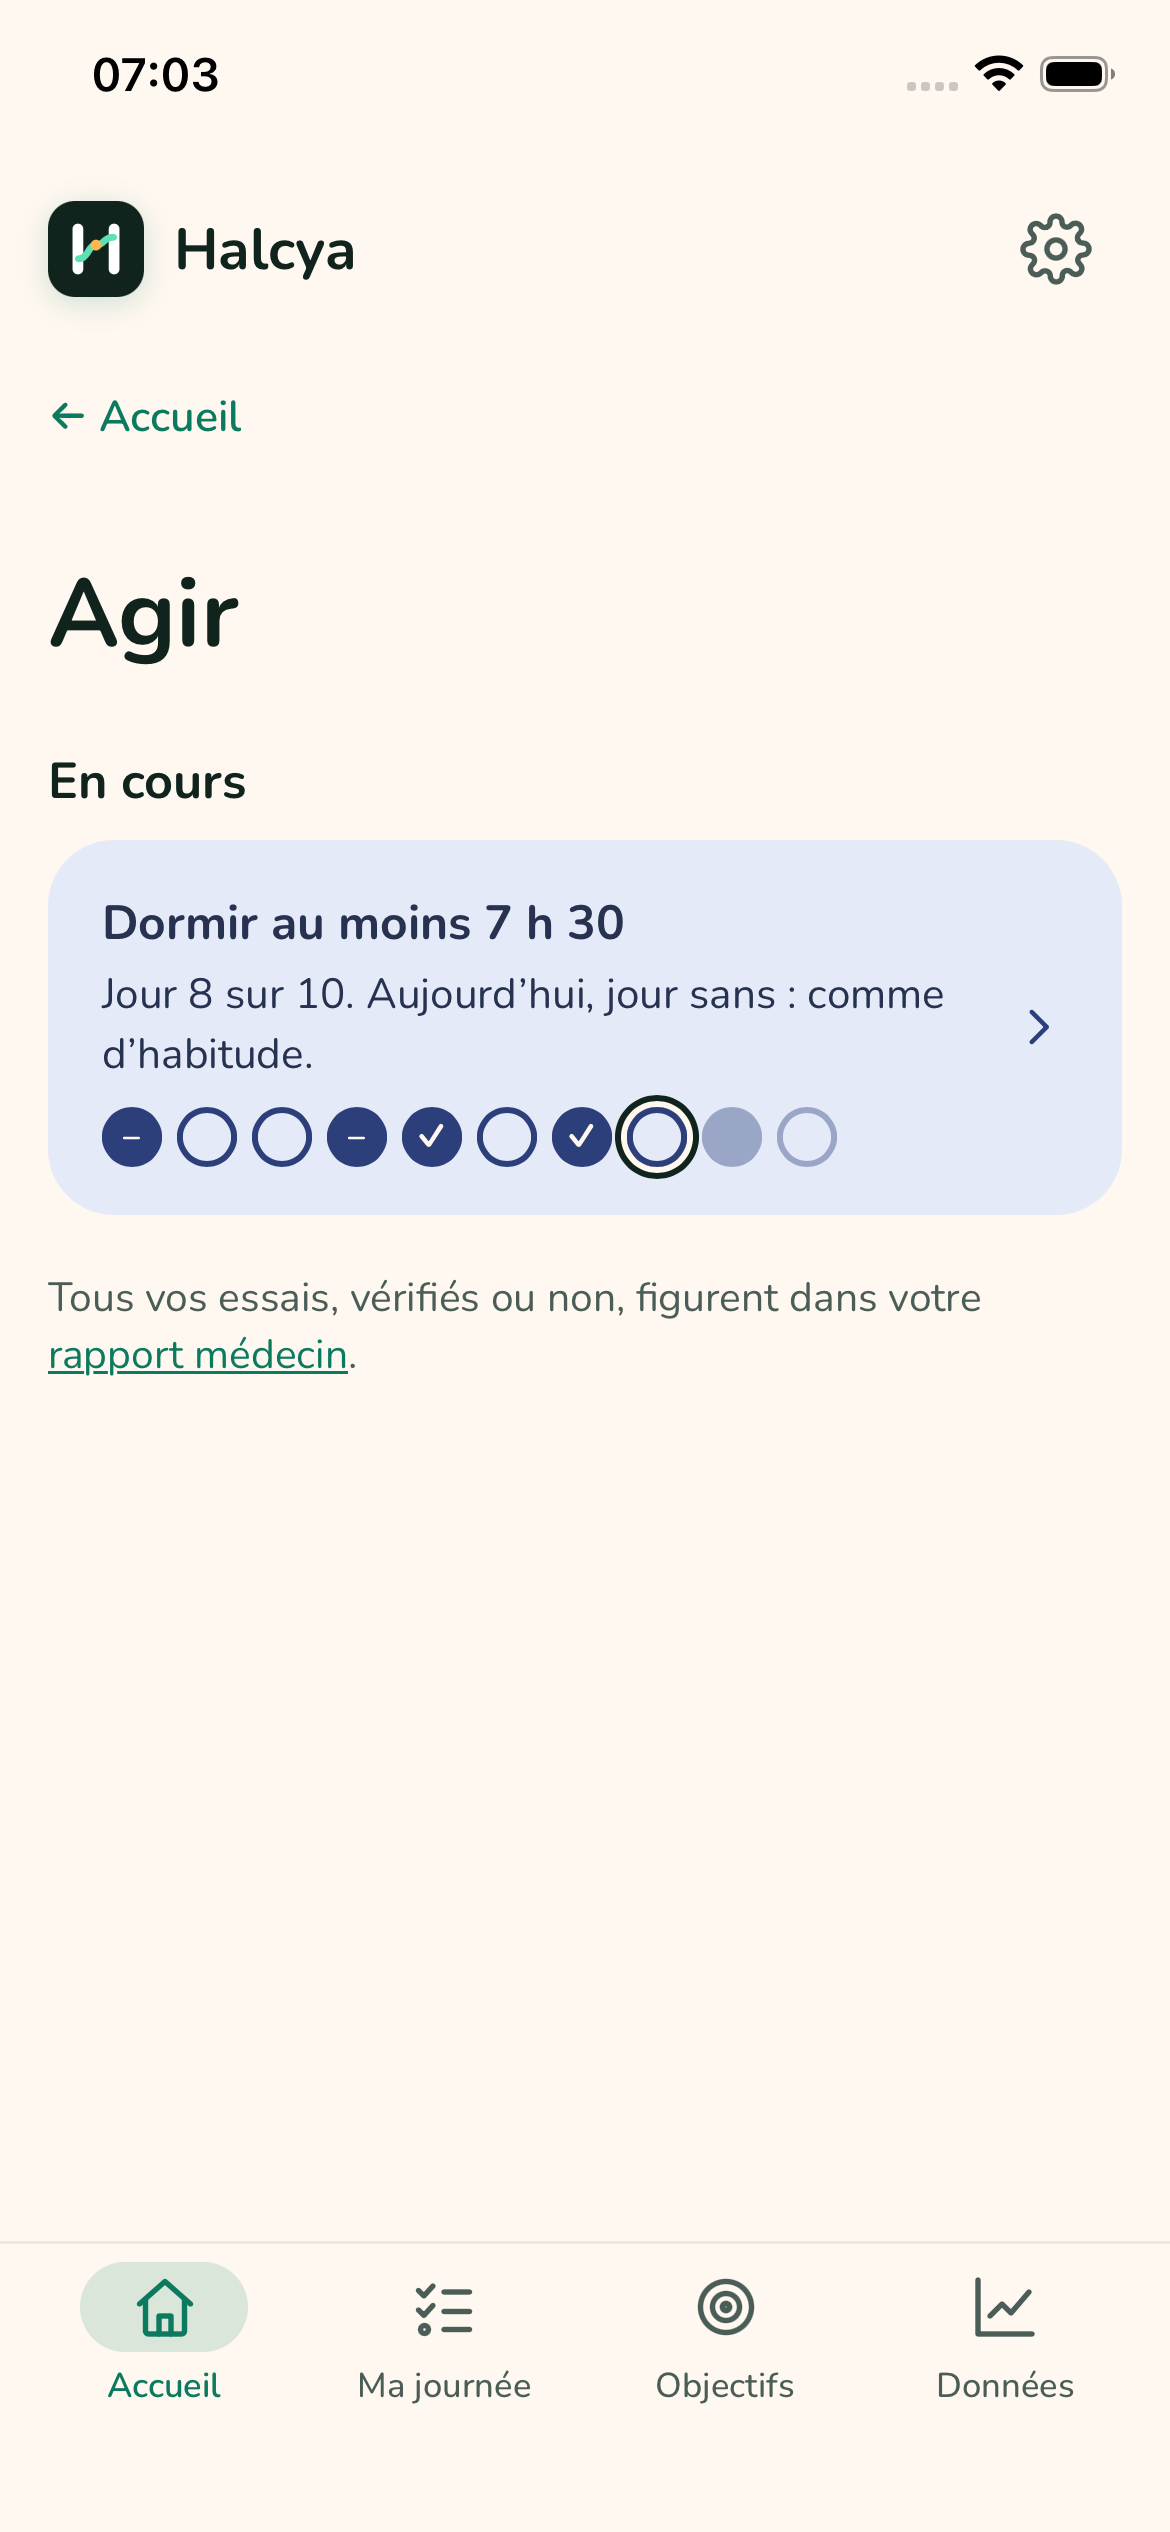 07:03
Halcya
← Accueil
Agir
En cours
Dormir au moins 7 h 30
Jour 8 sur 10. Aujourd’hui, jour sans : comme
d’habitude.
Tous vos essais, vérifiés ou non, figurent dans votre
rapport médecin.
Accueil
Ma journée
Objectifs
Données